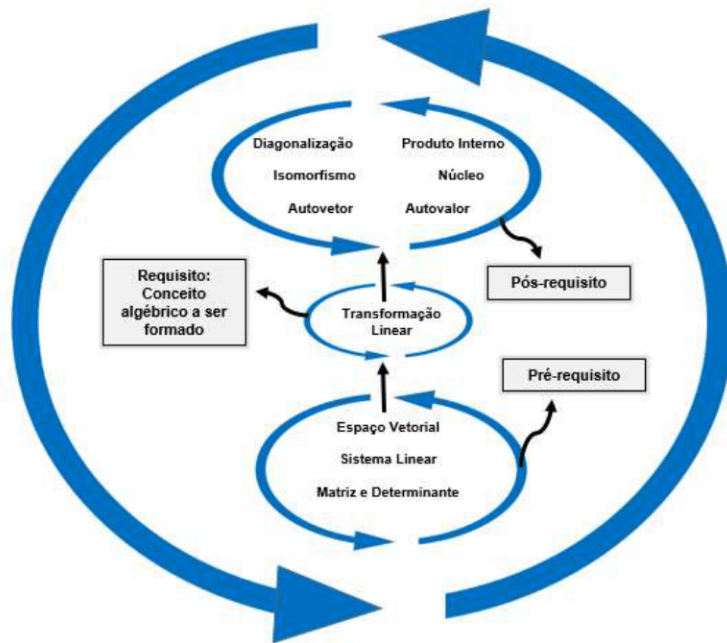 Diagonalização Produto Interno
Isomorfismo Núcleo
Autovetor Autovalor
Requisito:
Conceito
algébrico a ser
formado
Pós-requisito
Transformação
Linear
Pré-requisito
Espaço Vetorial
Sistema Linear
Matriz e Determinante